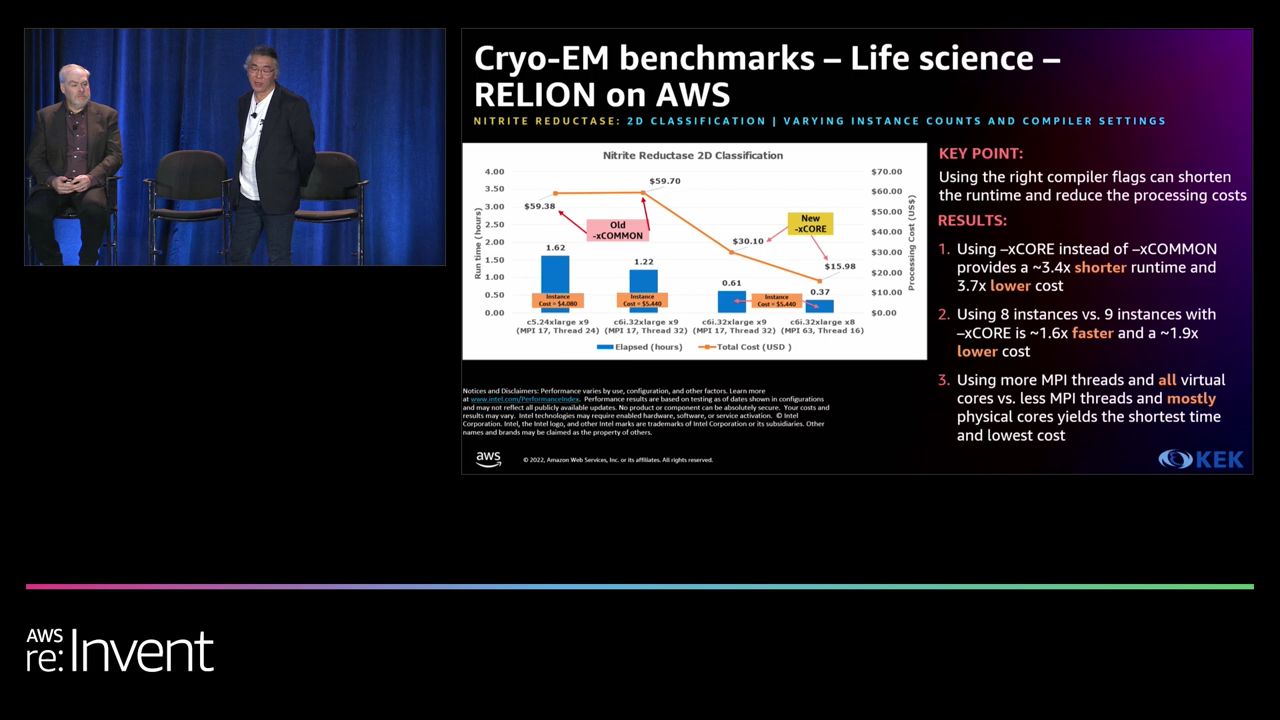 Cryo-EM benchmarks – Life science –
RELION on AWS
NITRITE REDUCTASE: 2D CLASSIFICATION | VARYING INSTANCE COUNTS AND COMPILER SETTINGS
Nitrite Reductase 2D Classification
4.00
3.50
3.00
2.50
2.00
1.50
1.00
0.50
0.00
Run time (hours)
$70.00
$60.00
$50.00
$40.00
$30.00
$20.00
$10.00
$0.00
Processing Cost (US$)
$59.38
$59.70
$30.10
$15.98
Old
-xCOMMON
New
-xCORE
1.62
1.22
0.61
0.37
Instance
Cost = $4.080
Instance
Cost = $5.440
Instance
Cost = $5.440
c5.24xlarge x9
(MPI 17, Thread 24)
c6i.32xlarge x9
(MPI 17, Thread 32)
c6i.32xlarge x9
(MPI 17, Thread 32)
c6i.32xlarge x8
(MPI 63, Thread 16)
Elapsed (hours)
Total Cost (USD )
KEY POINT:
Using the right compiler flags can shorten
the runtime and reduce the processing costs
RESULTS:
1. Using –xCORE instead of –xCOMMON
provides a ~3.4x shorter runtime and
3.7x lower cost
2. Using 8 instances vs. 9 instances with
–xCORE is ~1.6x faster and a ~1.9x
lower cost
3. Using more MPI threads and all virtual
cores vs. less MPI threads and mostly
physical cores yields the shortest time
and lowest cost
Notices and Disclaimers: Performance varies by use, configuration, and other factors. Learn more
at www.intel.com/PerformanceIndex. Performance results are based on testing as of dates shown in configurations
and may not reflect all publicly available updates. No product or component can be absolutely secure. Your costs and
results may vary. Intel technologies may require enabled hardware, software, or service activation. © Intel
Corporation. Intel, the Intel logo, and other Intel marks are trademarks of Intel Corporation or its subsidiaries. Other
names and brands may be claimed as the property of others.
aws
© 2022, Amazon Web Services, Inc. or its affiliates. All rights reserved.
KEK
AWS
re:Invent